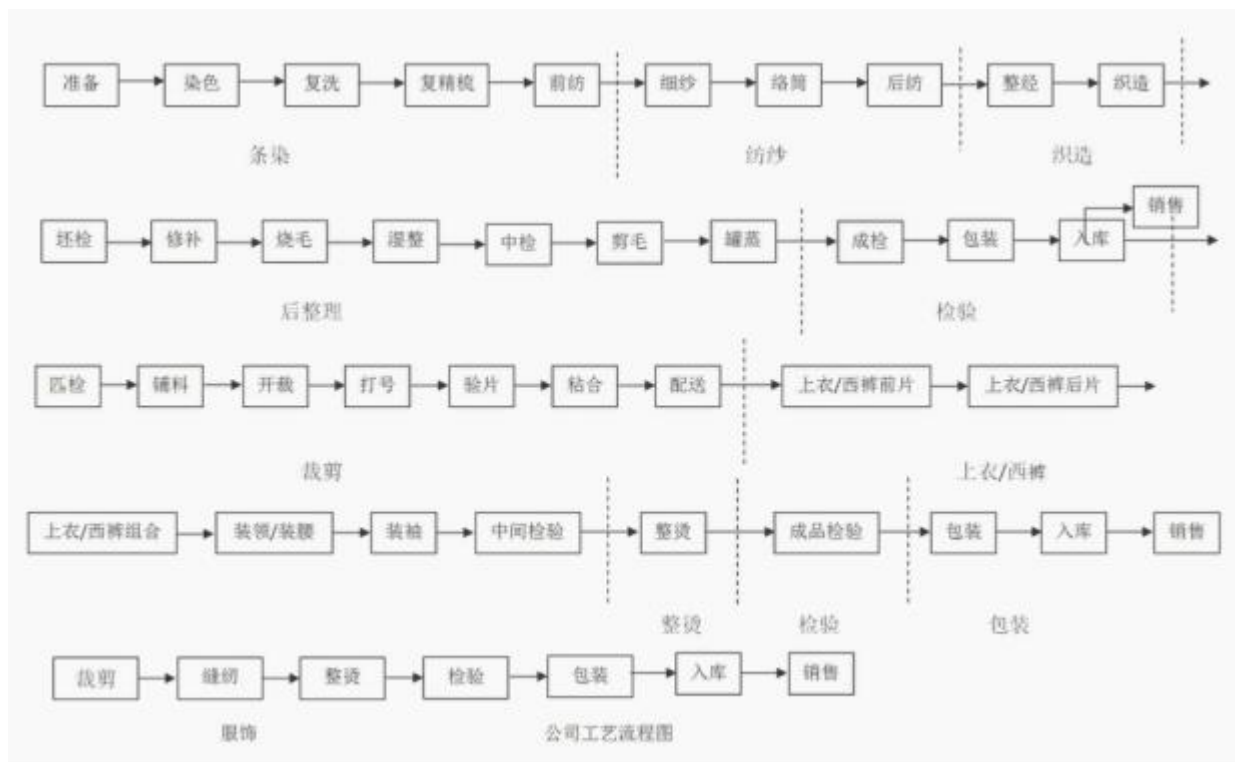 准备 染色 复洗 复精梳 前纺 细纱 络筒 后纺 整经 织造
条染 纺纱 织造
销售
坯检 修补 烧毛 湿整 中检 剪毛 罐蒸 成检 包装 入库
后整理 检验
匹检 铺料 开裁 打号 验片 粘合 配送 上衣/西裤前片 上衣/西裤后片
裁剪 上衣/西裤
上衣/西裤组合 装领/装腰 装袖 中间检验 整烫 成品检验 包装 入库 销售
整烫 检验 包装
裁剪 缝纫 整烫 检验 包装 入库 销售
服饰 公司工艺流程图